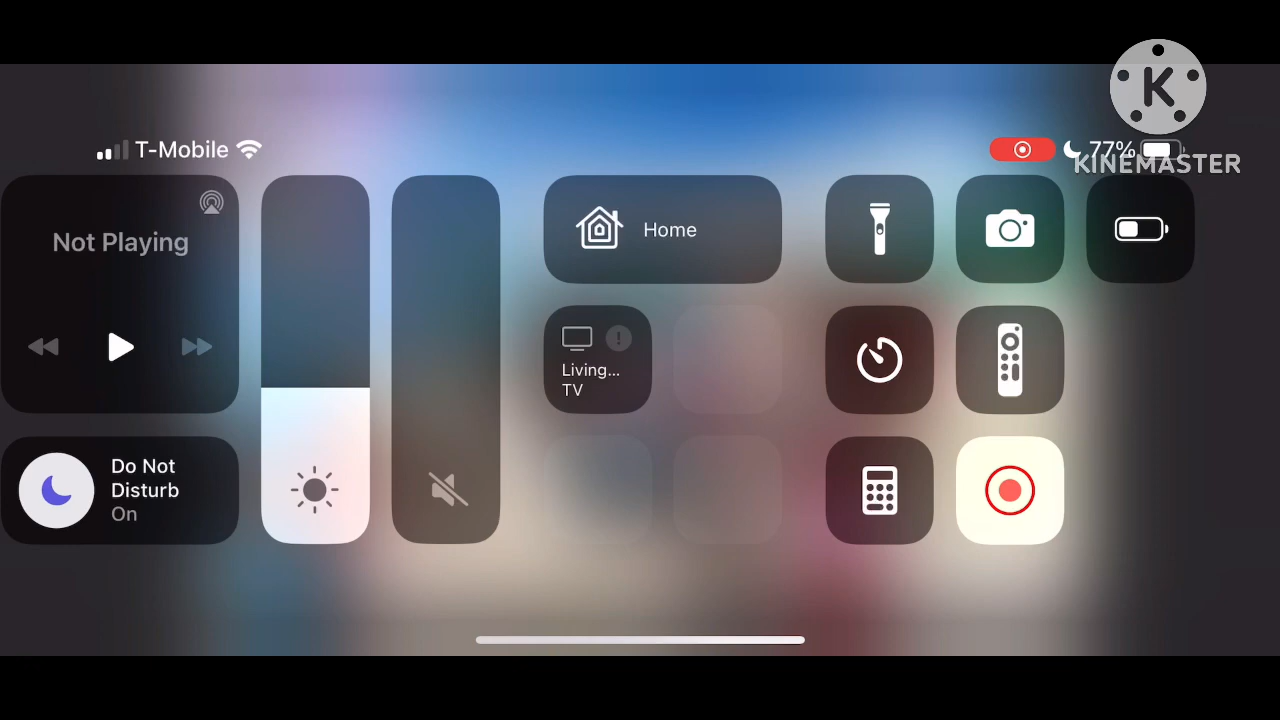 T-Mobile
77%
K
KINEMASTER
Not Playing
Home
Living...
TV
Do Not
Disturb
On